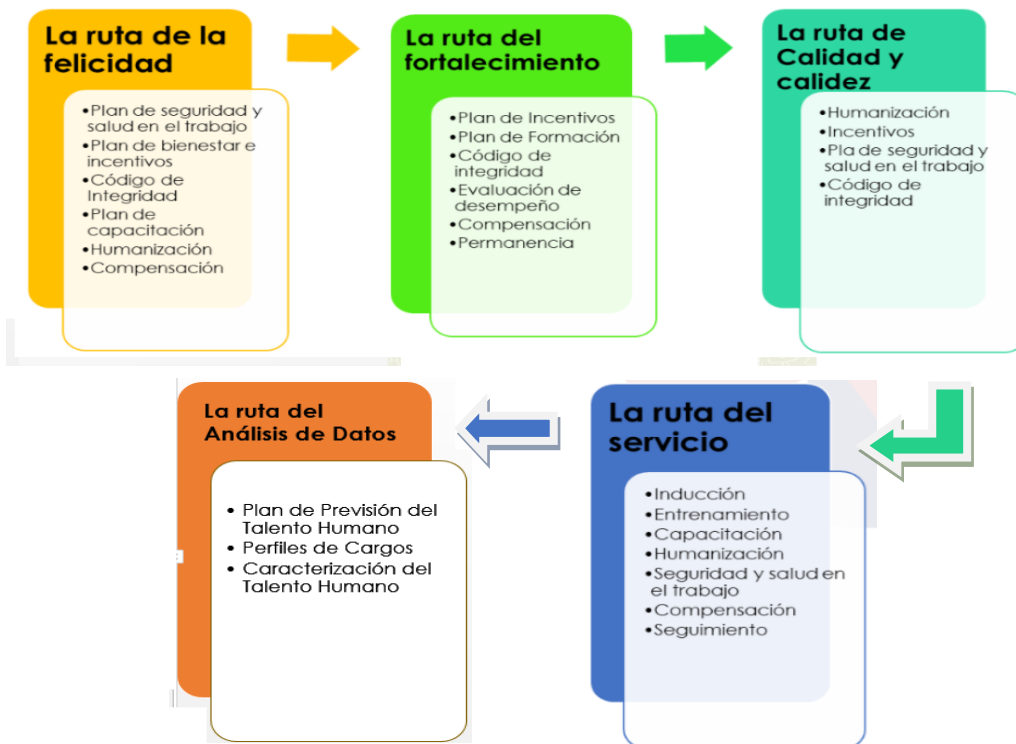 La ruta de la
felicidad
•Plan de seguridad y
salud en el trabajo
•Plan de bienestar e
incentivos
•Código de
Integridad
•Plan de
capacitación
•Humanización
•Compensación
La ruta del
fortalecimiento
•Plan de Incentivos
•Plan de Formación
•Código de
integridad
•Evaluación de
desempeño
•Compensación
•Permanencia
La ruta de
Calidad y
calidez
•Humanización
•Incentivos
•Pla de seguridad y
salud en el trabajo
•Código de
integridad
La ruta del
servicio
•Inducción
•Entrenamiento
•Capacitación
•Humanización
•Seguridad y salud en
el trabajo
•Compensación
•Seguimiento
La ruta del
Análisis de Datos
• Plan de Previsión del
Talento Humano
• Perfiles de Cargos
• Caracterización del
Talento Humano